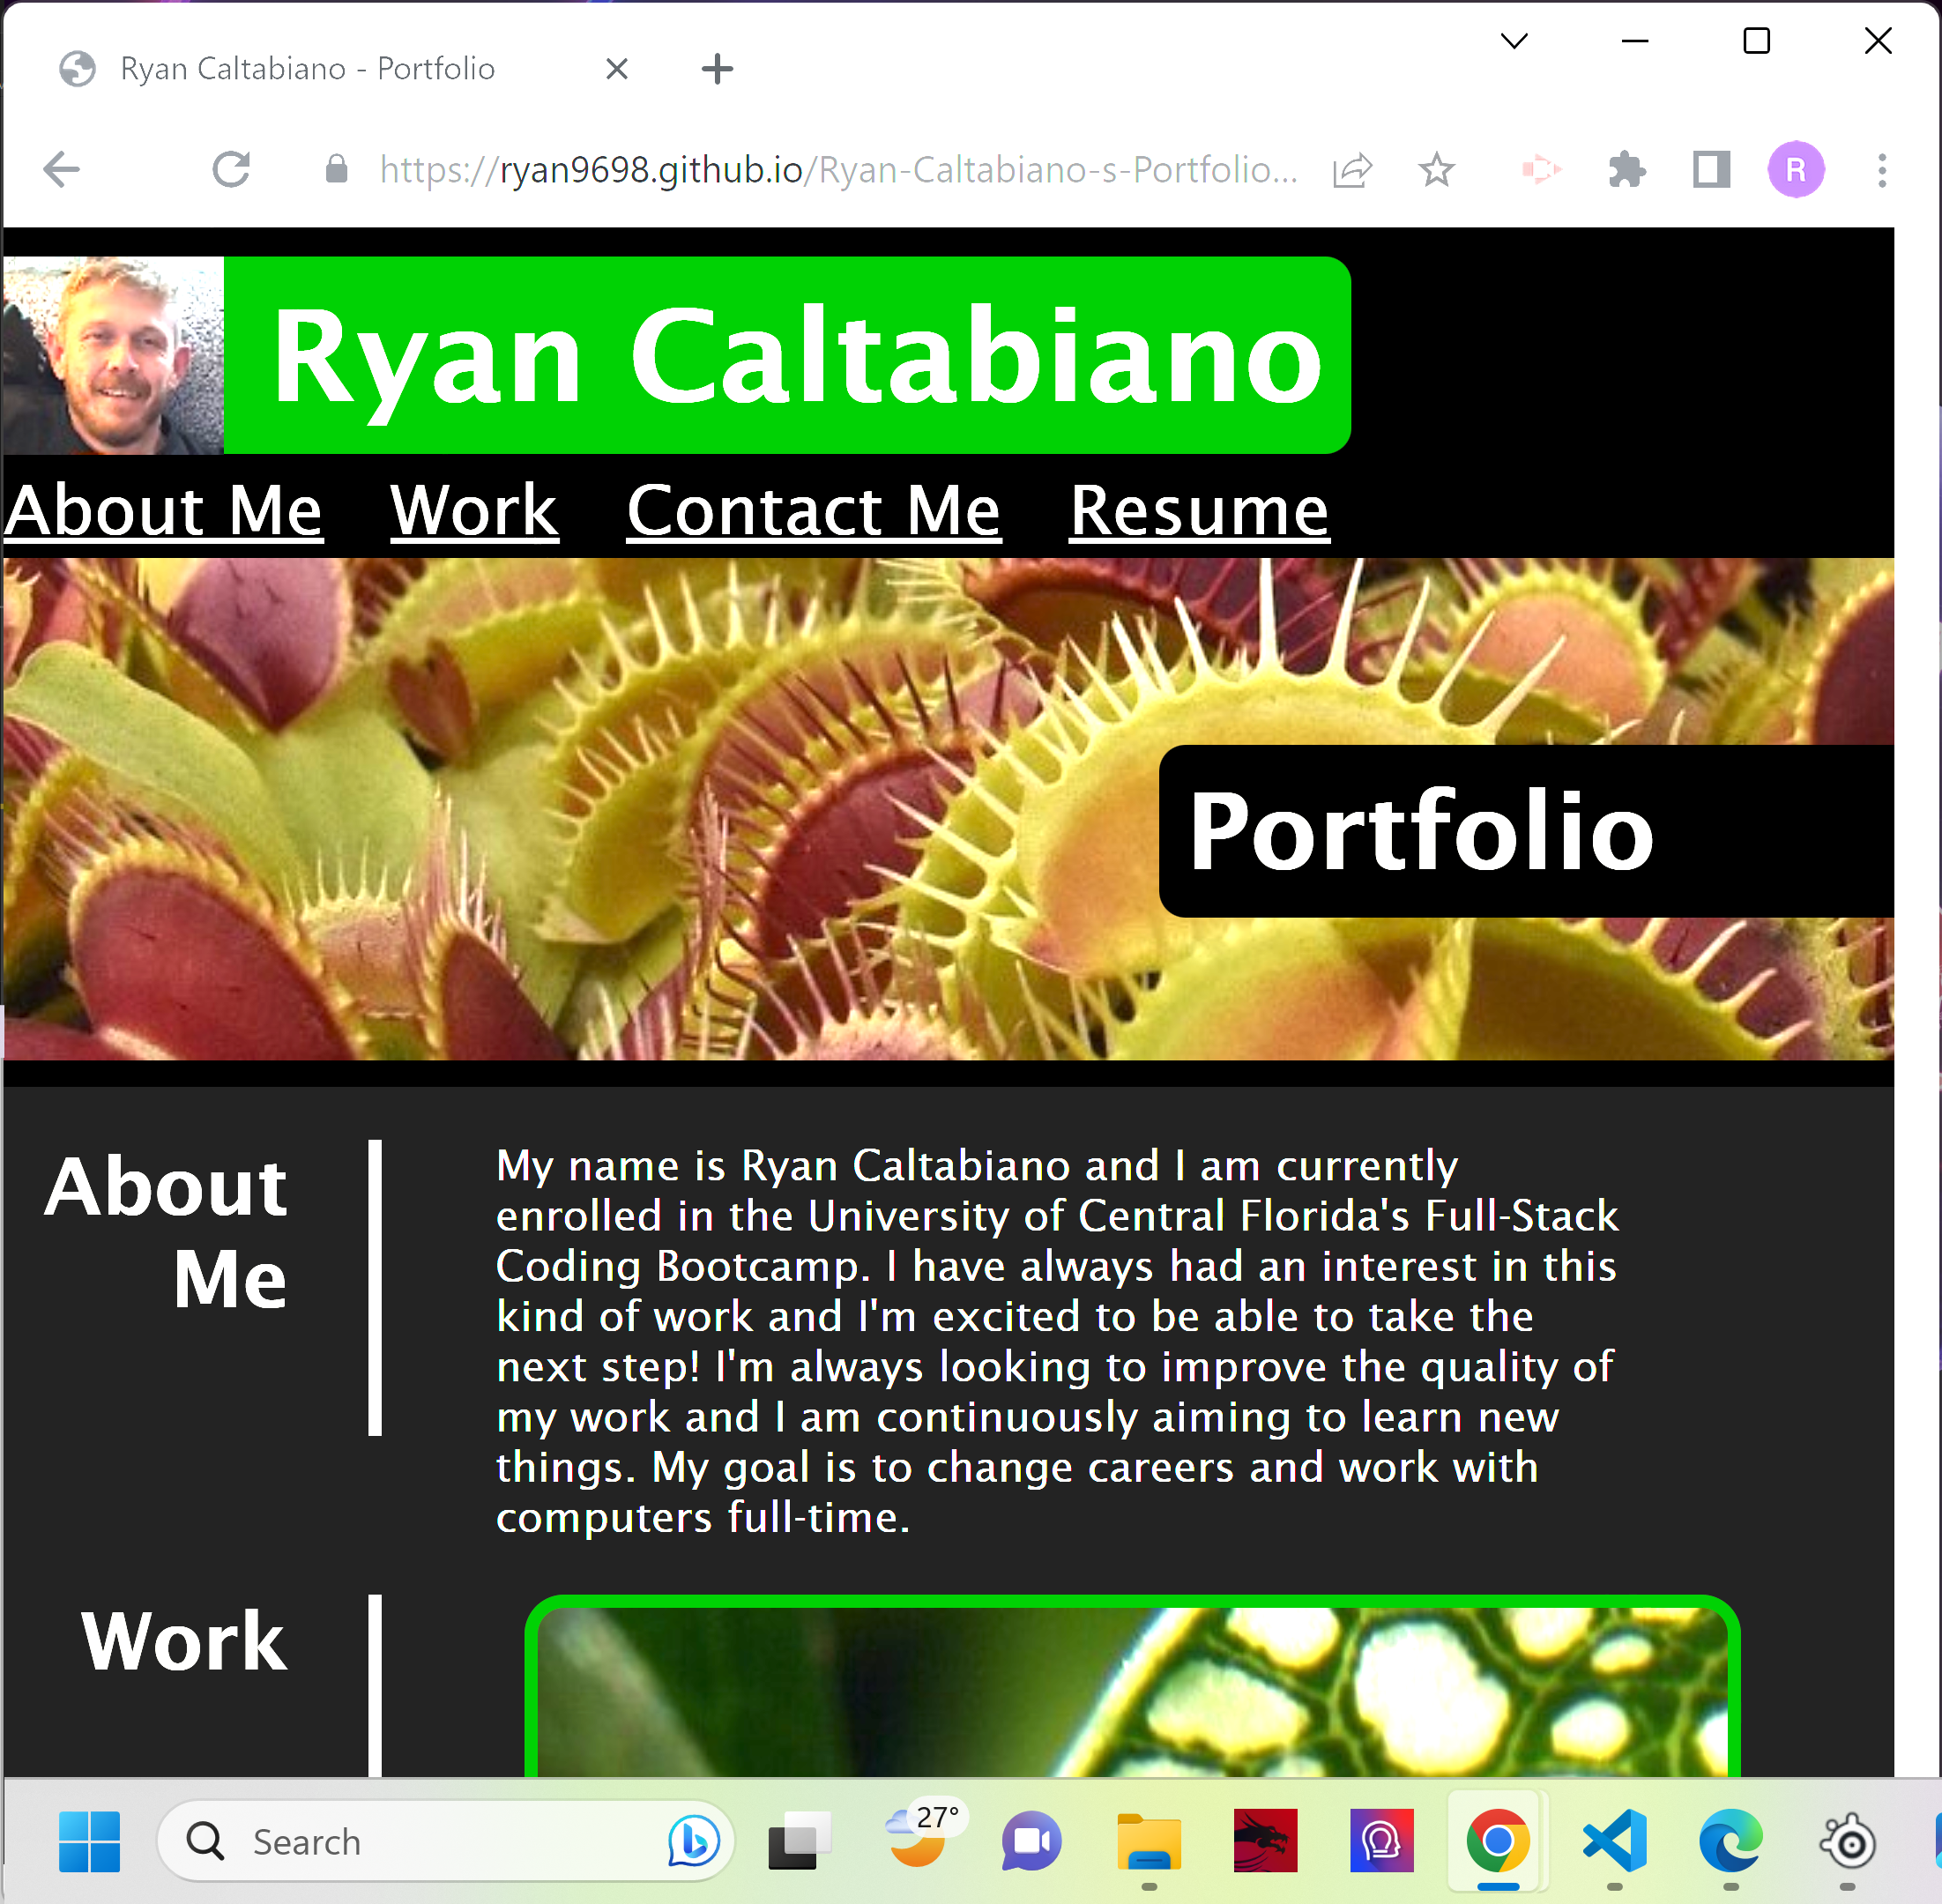 Ryan Caltabiano - Portfolio
https://ryan9698.github.io/Ryan-Caltabiano-s-Portfolio...
R
Ryan Caltabiano
About Me Work Contact Me Resume
Portfolio
About
Me
My name is Ryan Caltabiano and I am currently
enrolled in the University of Central Florida's Full-Stack
Coding Bootcamp. I have always had an interest in this
kind of work and I'm excited to be able to take the
next step! I'm always looking to improve the quality of
my work and I am continuously aiming to learn new
things. My goal is to change careers and work with
computers full-time.
Work
Search
27°